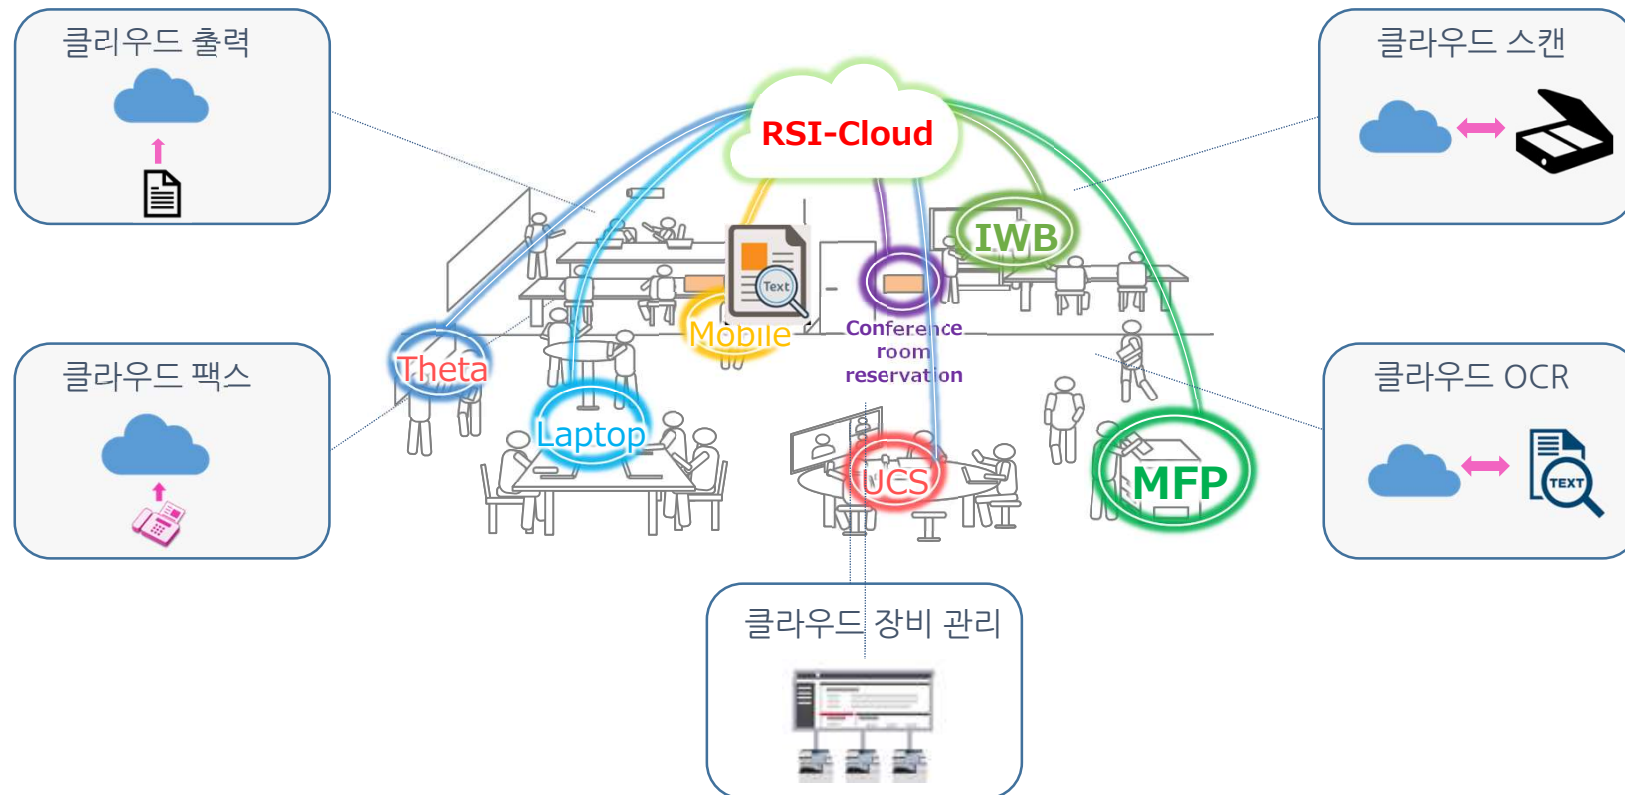 클리우드 출력
클라우드 스캔
RSI-Cloud
IWB
Text
Mobile
Conference
room
reservation
Theta
클라우드 팩스
클라우드 OCR
Laptop
UCS
MFP
TEXT
클라우드 장비 관리